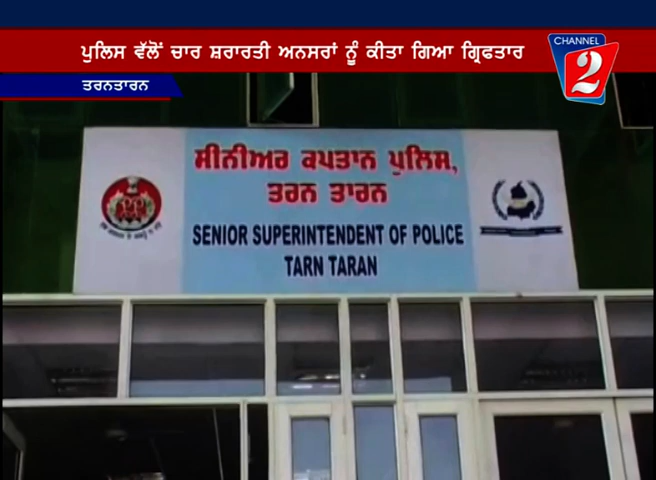 ਪੁਲਿਸ ਵੱਲੋਂ ਚਾਰ ਸ਼ਰਾਰਤੀ ਅਨਸਰਾਂ ਨੂੰ ਕੀਤਾ ਗਿਆ ਗ੍ਰਿਫਤਾਰ
CHANNEL
2
ਤਰਨਤਾਰਨ
ਸੀਨੀਅਰ ਕਪਤਾਨ ਪੁਲਿਸ,
ਤਰਨ ਤਾਰਨ
SENIOR SUPERINTENDENT OF POLICE
TARN TARAN